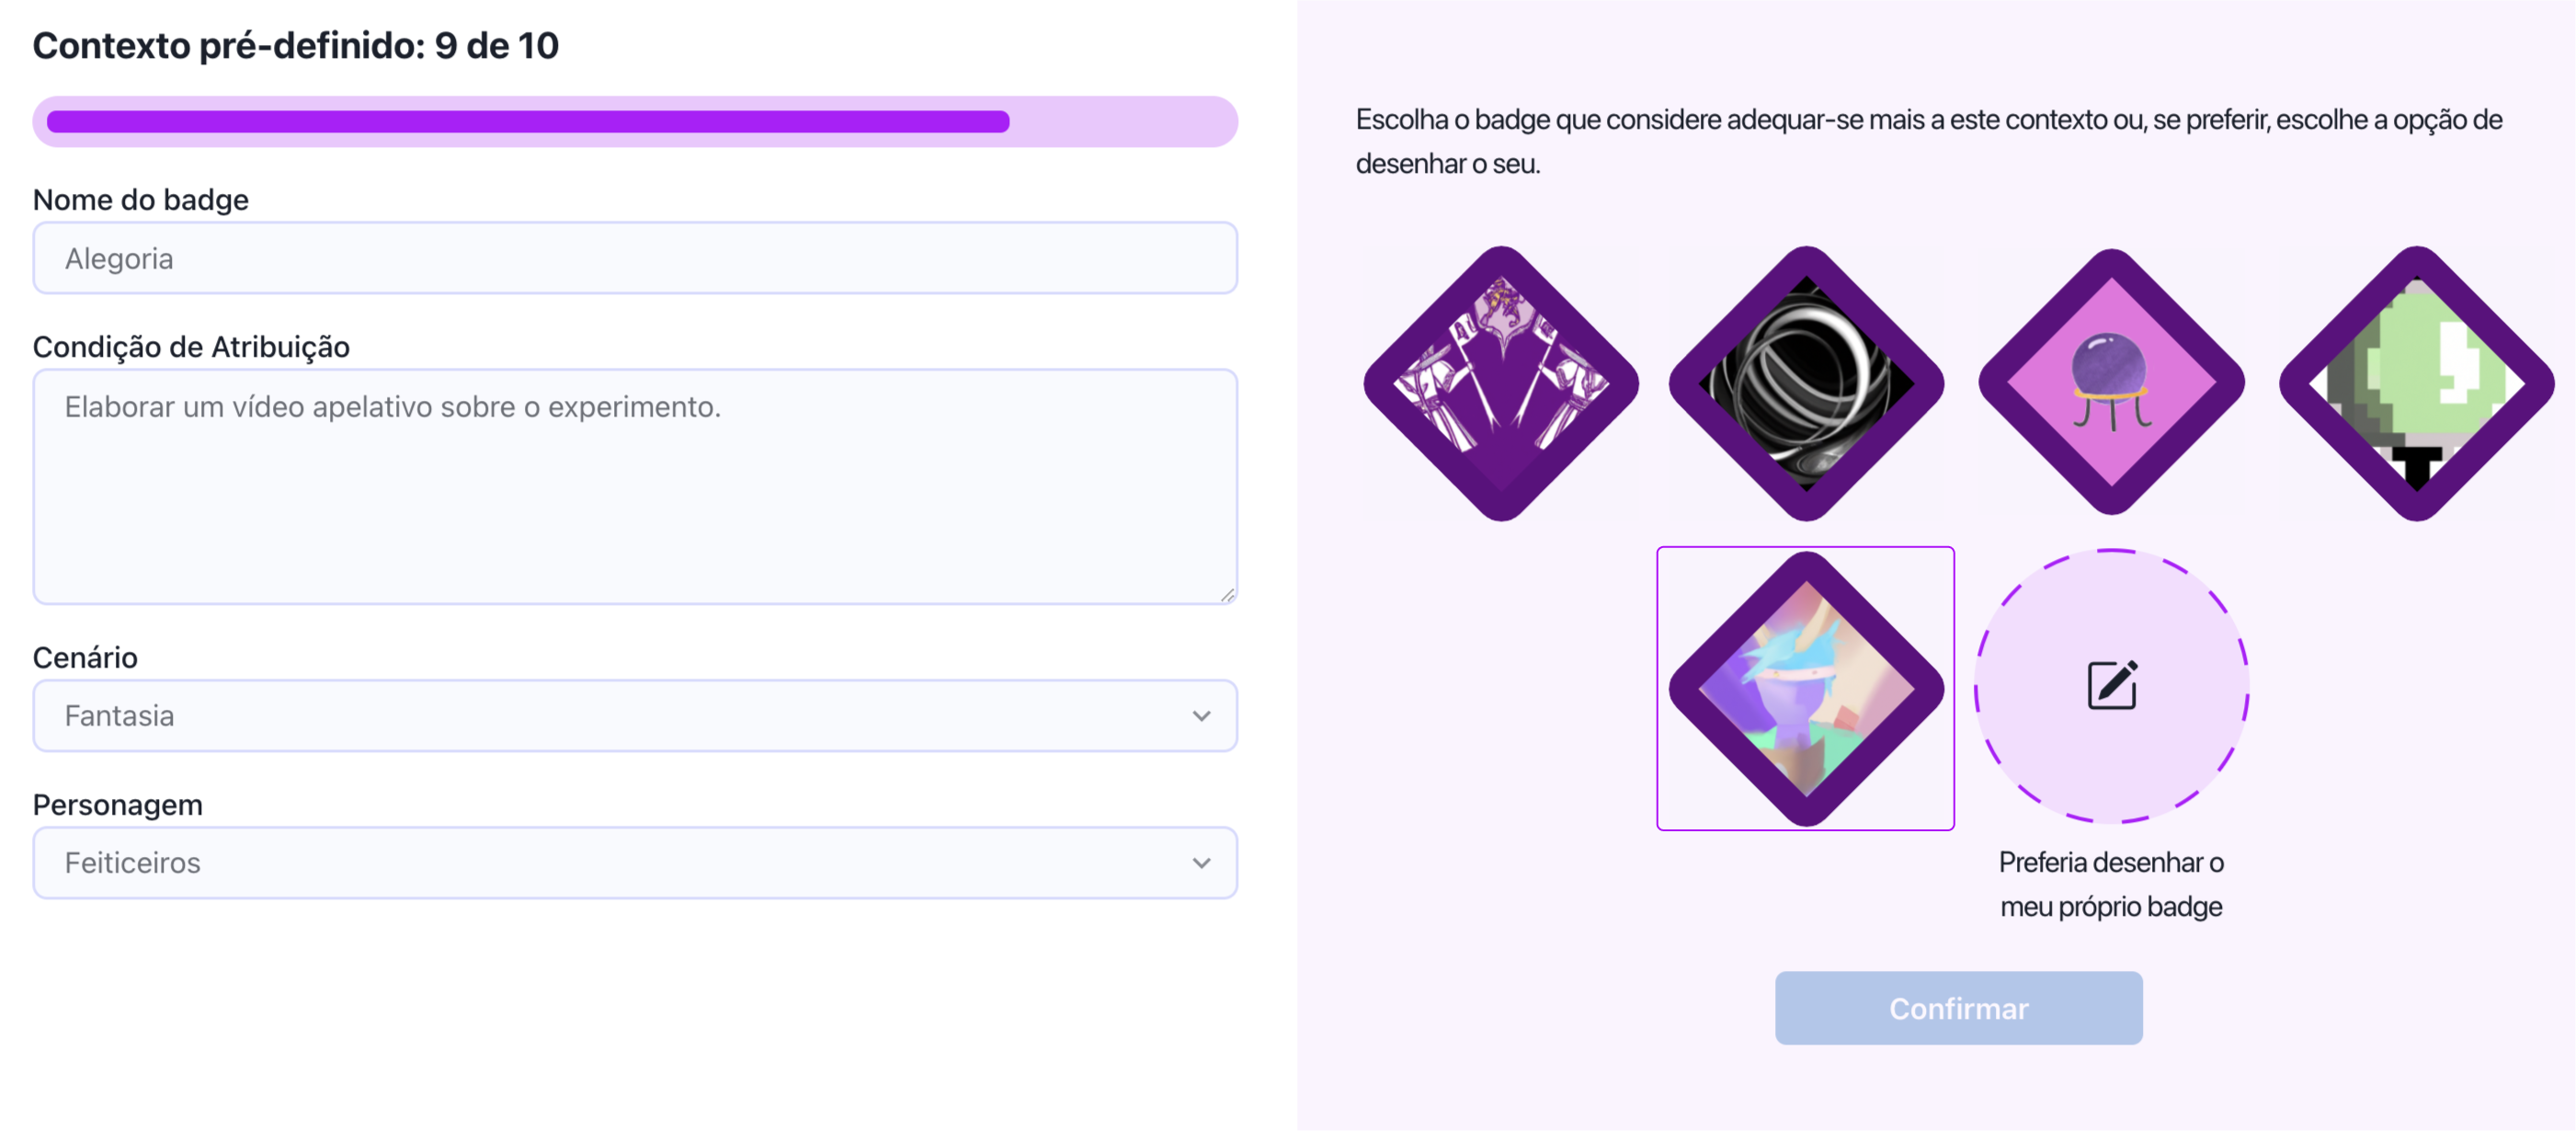 Contexto pré-definido: 9 de 10
Nome do badge
Alegoria
Condição de Atribuição
Elaborar um vídeo apelativo sobre o experimento.
Cenário
Fantasia
Personagem
Feiticeiros
Escolha o badge que considere adequar-se mais a este contexto ou, se preferir, escolhe a opção de
desenhar o seu.
Preferia desenhar o
meu próprio badge
Confirmar